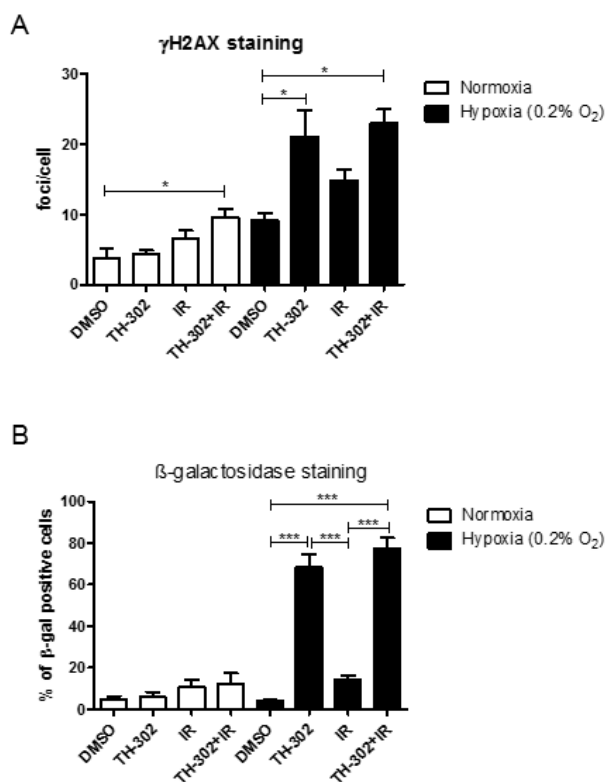 A
γH2AX staining
foci/cell
30
20
10
0
*
*
*
Normoxia
Hypoxia (0.2% O₂)
DMSO
TH-302
IR
TH-302+IR
DMSO
TH-302
IR
TH-302+IR
B
ß-galactosidase staining
% of β-gal positive cells
100
80
60
40
20
0
***
***
***
***
Normoxia
Hypoxia (0.2% O₂)
DMSO
TH-302
IR
TH-302+IR
DMSO
TH-302
IR
TH-302+IR